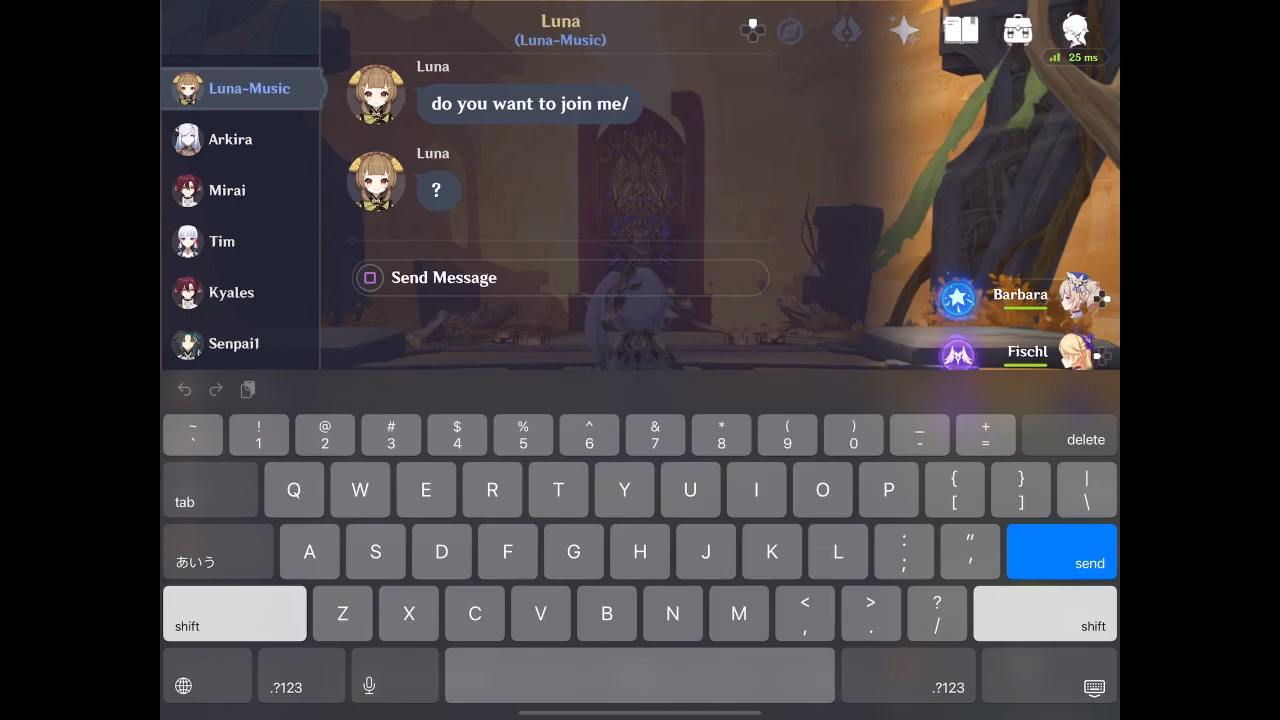 Luna
(Luna-Music)
25 ms
Luna-Music
Arkira
Mirai
Tim
Kyales
Senpai1
Luna
do you want to join me/
Luna
?
Send Message
Barbara
Fischl
~ ! @ # $ % ^ & * ( ) _ +
` 1 2 3 4 5 6 7 8 9 0 - = delete
tab Q W E R T Y U I O P { [ } ] | \
あいう A S D F G H J K L : ; " ' send
shift Z X C V B N M < , > . ? / shift
.?123 .?123